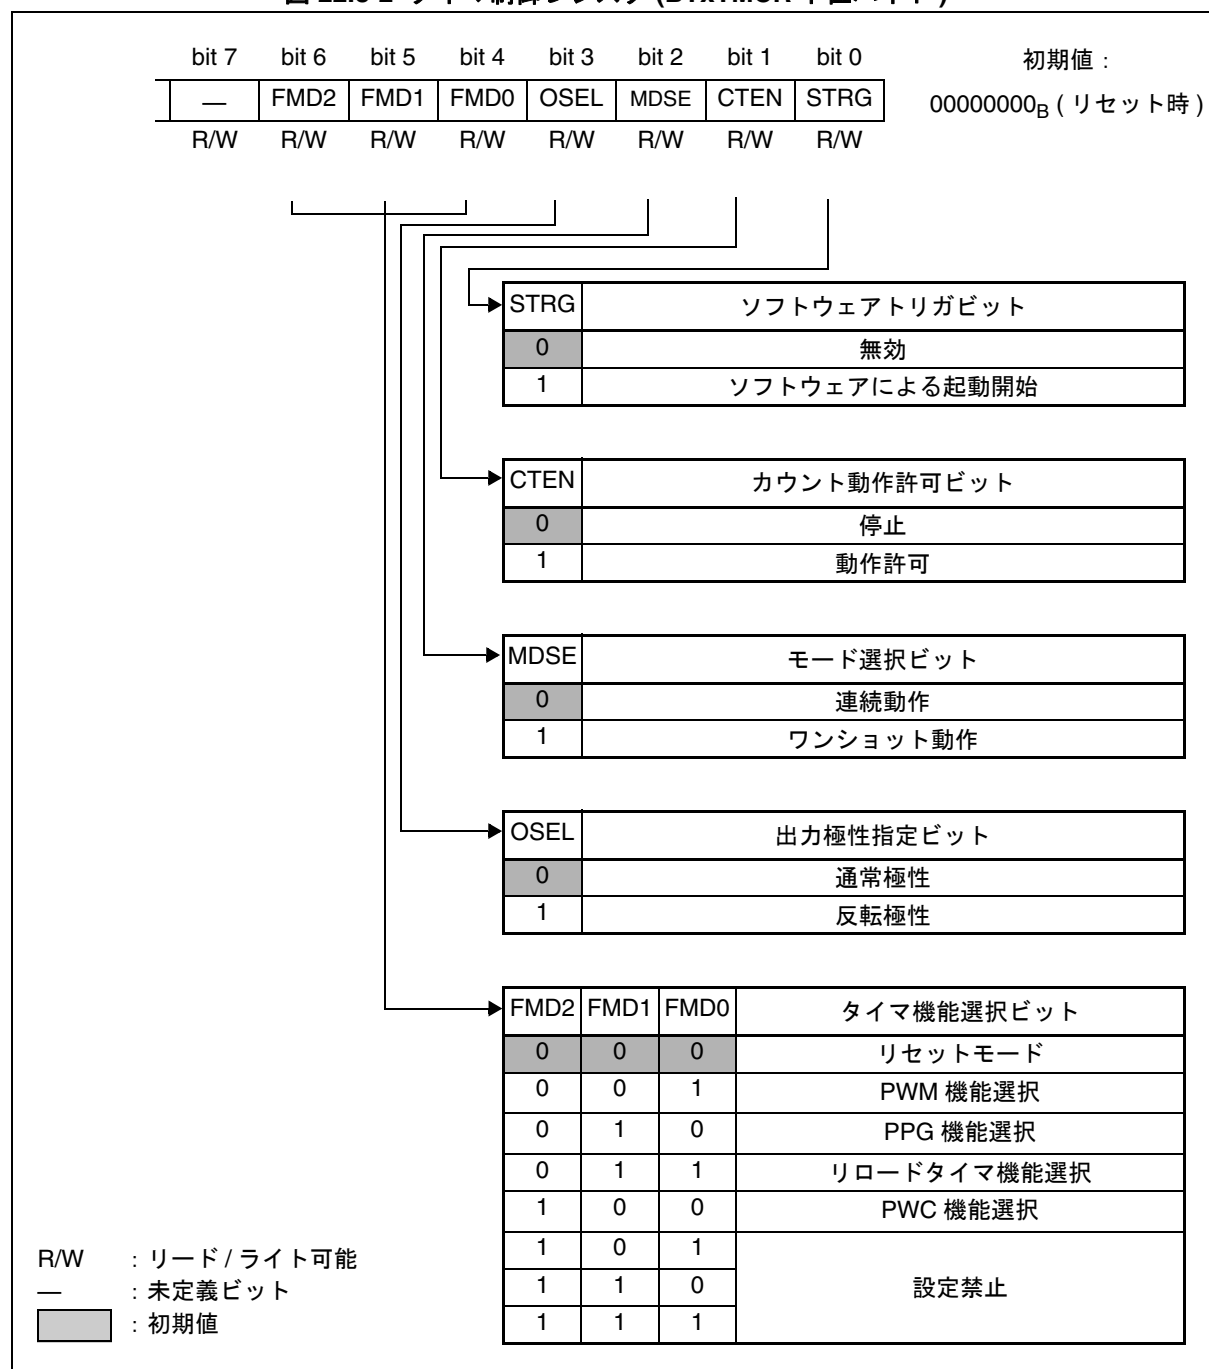 bit 7 bit 6 bit 5 bit 4 bit 3 bit 2 bit 1 bit 0 初期値 :
— FMD2 FMD1 FMD0 OSEL MDSE CTEN STRG 00000000B ( リセット時 )
R/W R/W R/W R/W R/W R/W R/W R/W
STRG ソフトウェアトリガビット
0 無効
1 ソフトウェアによる起動開始
CTEN カウント動作許可ビット
0 停止
1 動作許可
MDSE モード選択ビット
0 連続動作
1 ワンショット動作
OSEL 出力極性指定ビット
0 通常極性
1 反転極性
FMD2 FMD1 FMD0 タイマ機能選択ビット
0 0 0 リセットモード
0 0 1 PWM 機能選択
0 1 0 PPG 機能選択
0 1 1 リロードタイマ機能選択
1 0 0 PWC 機能選択
1 0 1 設定禁止
1 1 0
1 1 1
R/W : リード / ライト可能
— : 未定義ビット
: 初期値